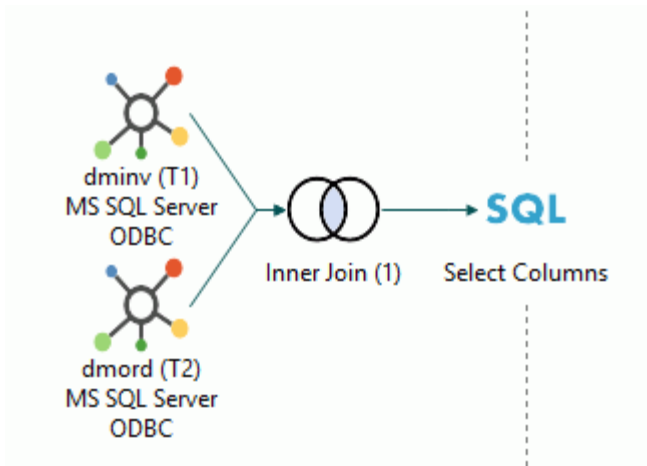 dminv (T1)
MS SQL Server
ODBC
dmord (T2)
MS SQL Server
ODBC
Inner Join (1)
SQL
Select Columns